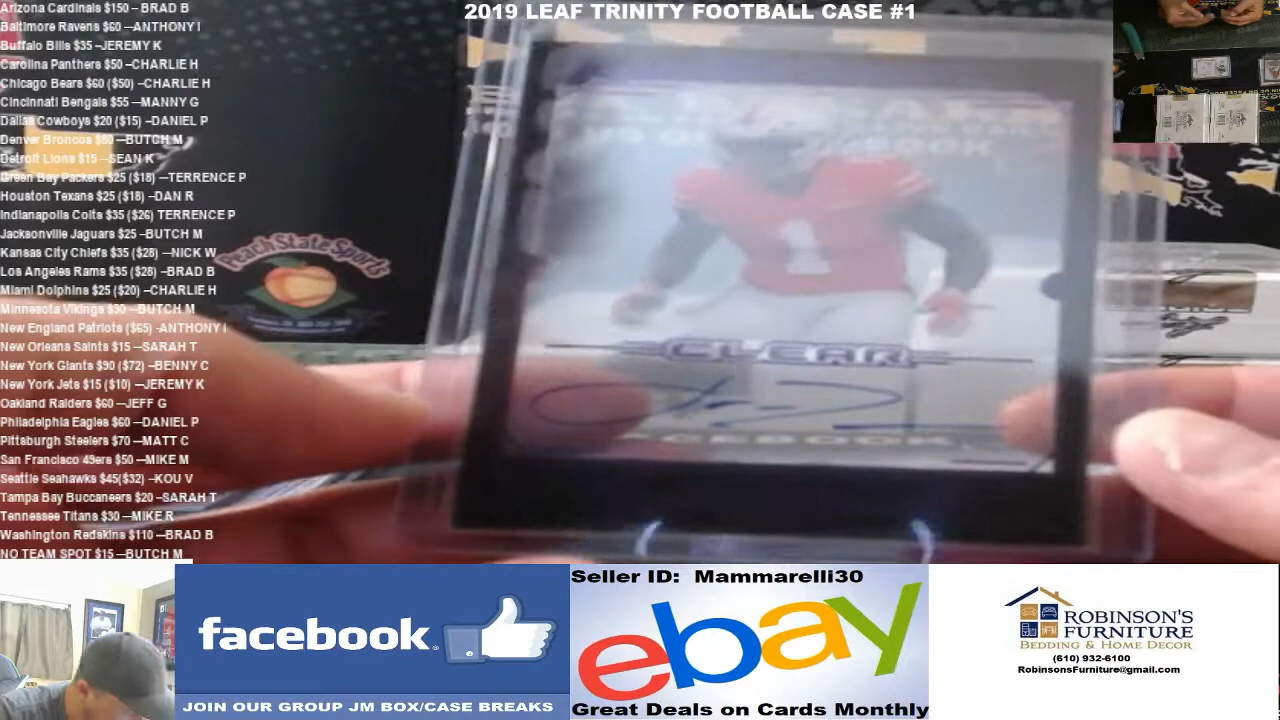 2019 LEAF TRINITY FOOTBALL CASE #1
Arizona Cardinals $150 – BRAD B
Baltimore Ravens $60 —ANTHONY I
Buffalo Bills $35 –JEREMY K
Carolina Panthers $50 –CHARLIE H
Chicago Bears $60 ($50) –CHARLIE H
Cincinnati Bengals $55 —MANNY G
Dallas Cowboys $20 ($15) –DANIEL P
Denver Broncos $80 —BUTCH M
Detroit Lions $15 —SEAN K
Green Bay Packers $25 ($18) –TERRENCE P
Houston Texans $25 ($18) –DAN R
Indianapolis Colts $35 ($26) TERRENCE P
Jacksonville Jaguars $25 –BUTCH M
Kansas City Chiefs $35 ($28) –NICK W
Los Angeles Rams $35 ($28) –BRAD B
Miami Dolphins $25 ($20) –CHARLIE H
Minnesota Vikings $30 —BUTCH M
New England Patriots ($65) -ANTHONY I
New Orleans Saints $15 —SARAH T
New York Giants $90 ($72) —BENNY C
New York Jets $15 ($10) —JEREMY K
Oakland Raiders $60 —JEFF G
Philadelphia Eagles $60 —DANIEL P
Pittsburgh Steelers $70 —MATT C
San Francisco 49ers $50 —MIKE M
Seattle Seahawks $45($32) –KOU V
Tampa Bay Buccaneers $20 –SARAH T
Tennessee Titans $30 —MIKE R
Washington Redskins $110 —BRAD B
NO TEAM SPOT $15 —BUTCH M
Peach State Sports
CLEAR
1
facebook
JOIN OUR GROUP JM BOX/CASE BREAKS
Seller ID: Mammarelli30
ebay
Great Deals on Cards Monthly
ROBINSON'S
FURNITURE
BEDDING & HOME DECOR
(610) 932-6100
RobinsonsFurniture@gmail.com